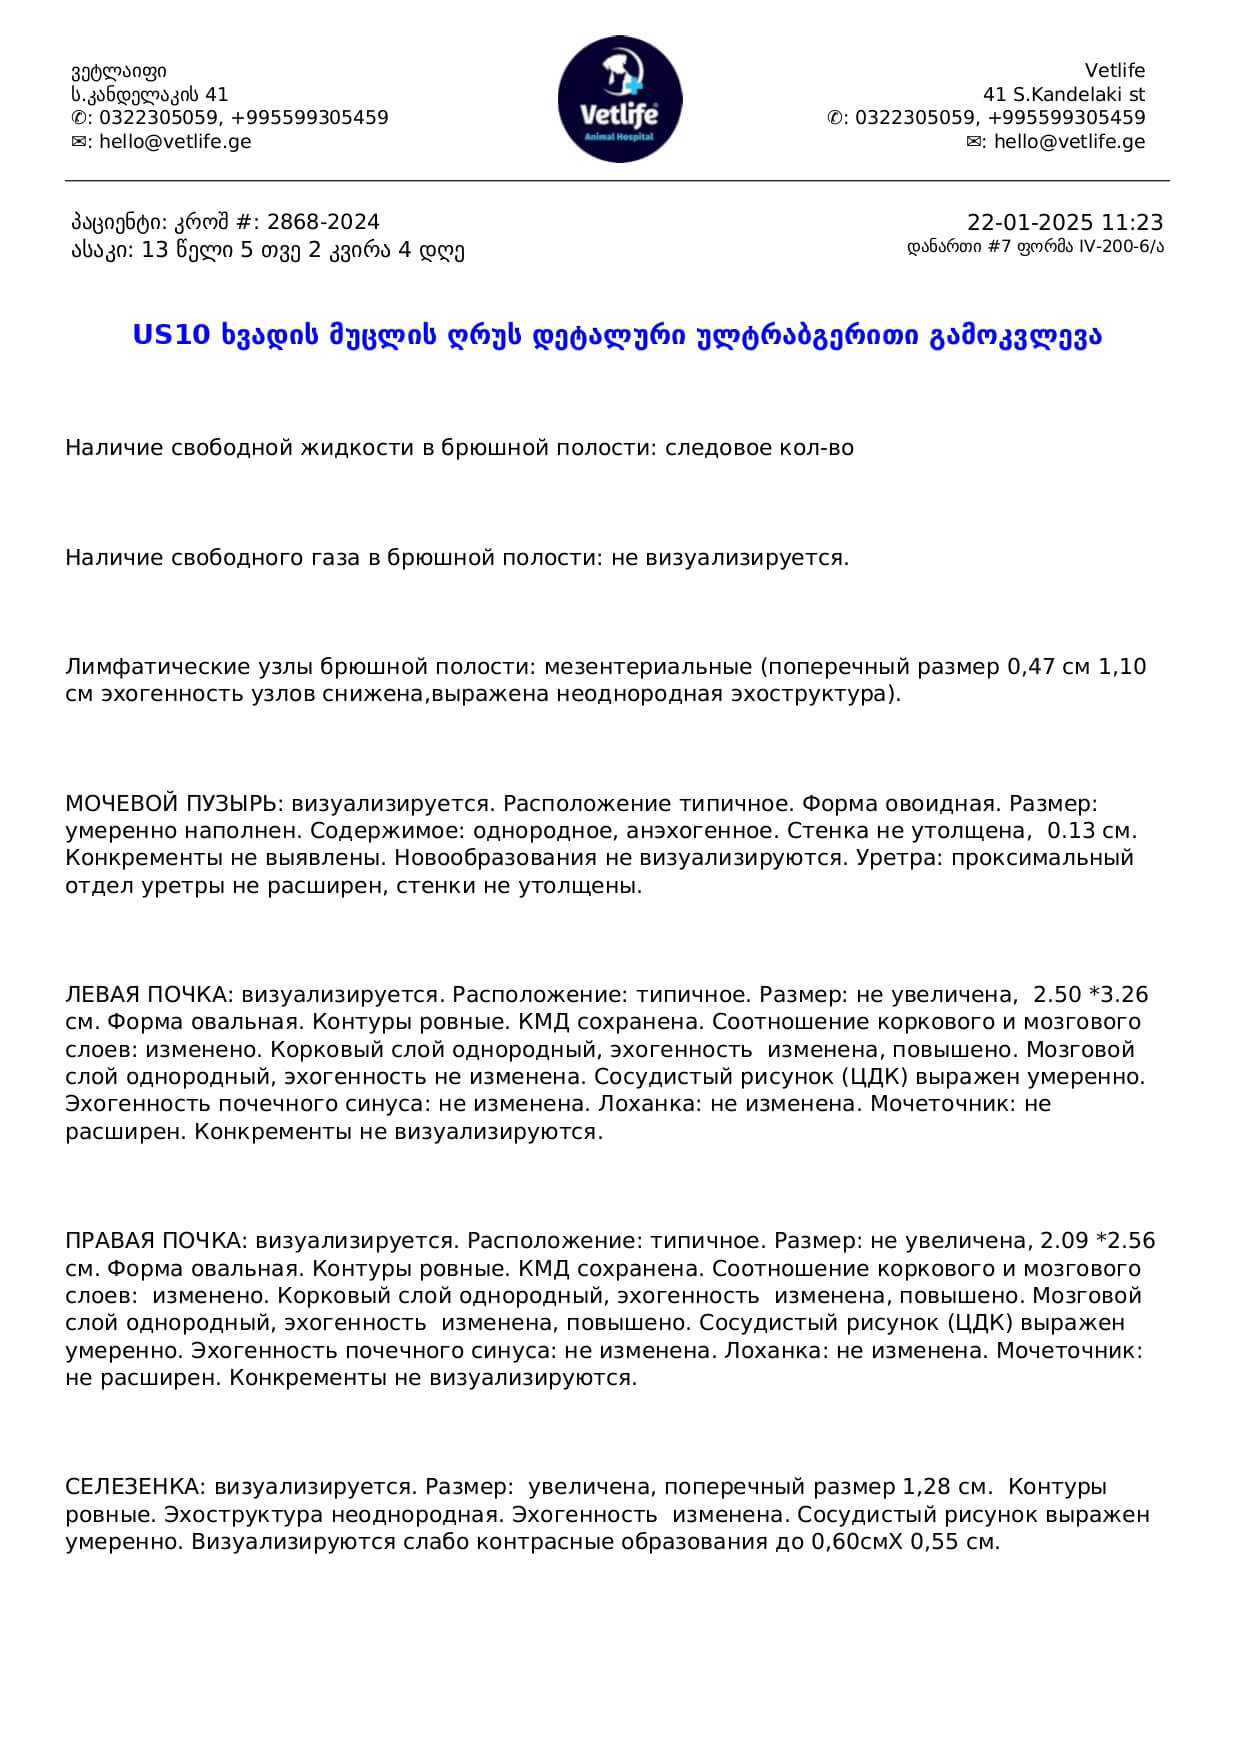 ვეტლაიფი
ს.კანდელაკის 41
✆: 0322305059, +995599305459
✉: hello@vetlife.ge
Vetlife
Animal Hospital
Vetlife
41 S.Kandelaki st
✆: 0322305059, +995599305459
✉: hello@vetlife.ge
პაციენტი: კროშ #: 2868-2024
ასაკი: 13 წელი 5 თვე 2 კვირა 4 დღე
22-01-2025 11:23
დანართი #7 ფორმა IV-200-6/ა
US10 ხვადის მუცლის ღრუს დეტალური ულტრაბგერითი გამოკვლევა
Наличие свободной жидкости в брюшной полости: следовое кол-во
Наличие свободного газа в брюшной полости: не визуализируется.
Лимфатические узлы брюшной полости: мезентериальные (поперечный размер 0,47 см 1,10
см эхогенность узлов снижена,выражена неоднородная эхоструктура).
МОЧЕВОЙ ПУЗЫРЬ: визуализируется. Расположение типичное. Форма овоидная. Размер:
умеренно наполнен. Содержимое: однородное, анэхогенное. Стенка не утолщена,  0.13 см.
Конкременты не выявлены. Новообразования не визуализируются. Уретра: проксимальный
отдел уретры не расширен, стенки не утолщены.
ЛЕВАЯ ПОЧКА: визуализируется. Расположение: типичное. Размер: не увеличена,  2.50 *3.26
см. Форма овальная. Контуры ровные. КМД сохранена. Соотношение коркового и мозгового
слоев: изменено. Корковый слой однородный, эхогенность  изменена, повышено. Мозговой
слой однородный, эхогенность не изменена. Сосудистый рисунок (ЦДК) выражен умеренно.
Эхогенность почечного синуса: не изменена. Лоханка: не изменена. Мочеточник: не
расширен. Конкременты не визуализируются.
ПРАВАЯ ПОЧКА: визуализируется. Расположение: типичное. Размер: не увеличена, 2.09 *2.56
см. Форма овальная. Контуры ровные. КМД сохранена. Соотношение коркового и мозгового
слоев:  изменено. Корковый слой однородный, эхогенность  изменена, повышено. Мозговой
слой однородный, эхогенность  изменена, повышено. Сосудистый рисунок (ЦДК) выражен
умеренно. Эхогенность почечного синуса: не изменена. Лоханка: не изменена. Мочеточник:
не расширен. Конкременты не визуализируются.
СЕЛЕЗЕНКА: визуализируется. Размер:  увеличена, поперечный размер 1,28 см.  Контуры
ровные. Эхоструктура неоднородная. Эхогенность  изменена. Сосудистый рисунок выражен
умеренно. Визуализируются слабо контрасные образования до 0,60смХ 0,55 см.